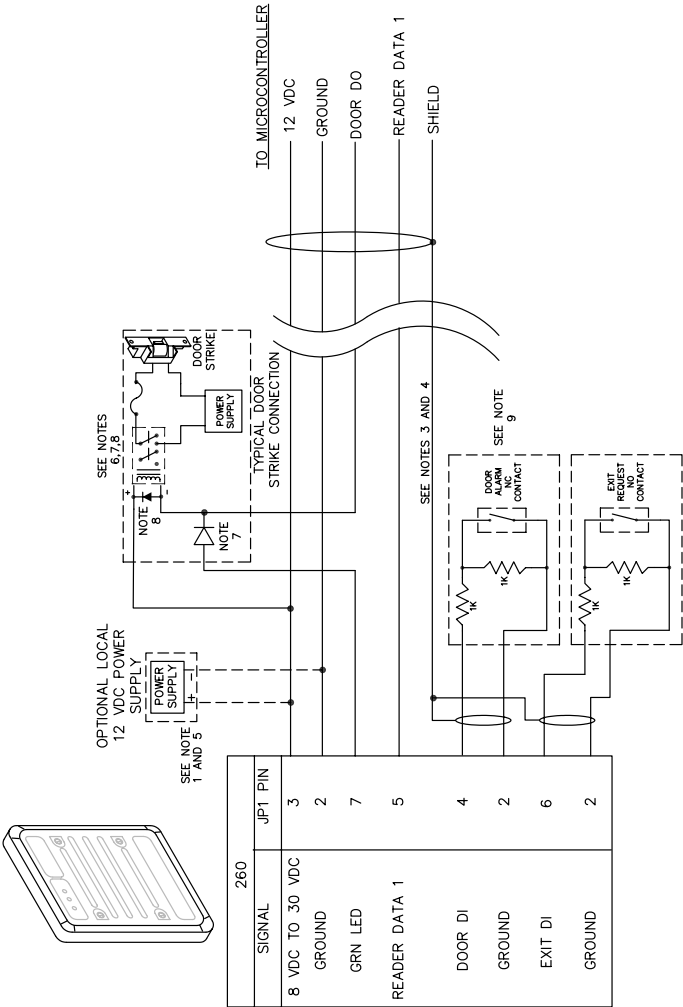 TO MICROCONTROLLER
12 VDC
GROUND
DOOR DO
READER DATA 1
SHIELD
SEE NOTES
6,7,8
+
-
NOTE
8
NOTE
7
DOOR
STRIKE
POWER
SUPPLY
TYPICAL DOOR
STRIKE CONNECTION
OPTIONAL LOCAL
12 VDC POWER
SUPPLY
POWER
SUPPLY
+ -
SEE NOTE
1 AND 5
SEE NOTES 3 AND 4
SEE NOTE
9
DOOR
ALARM
NC
CONTACT
1K
1K
EXIT
REQUEST
NO
CONTACT
1K
1K
260
SIGNAL JP1 PIN
8 VDC TO 30 VDC 3
GROUND 2
GRN LED 7
READER DATA 1 5
DOOR DI 4
GROUND 2
EXIT DI 6
GROUND 2